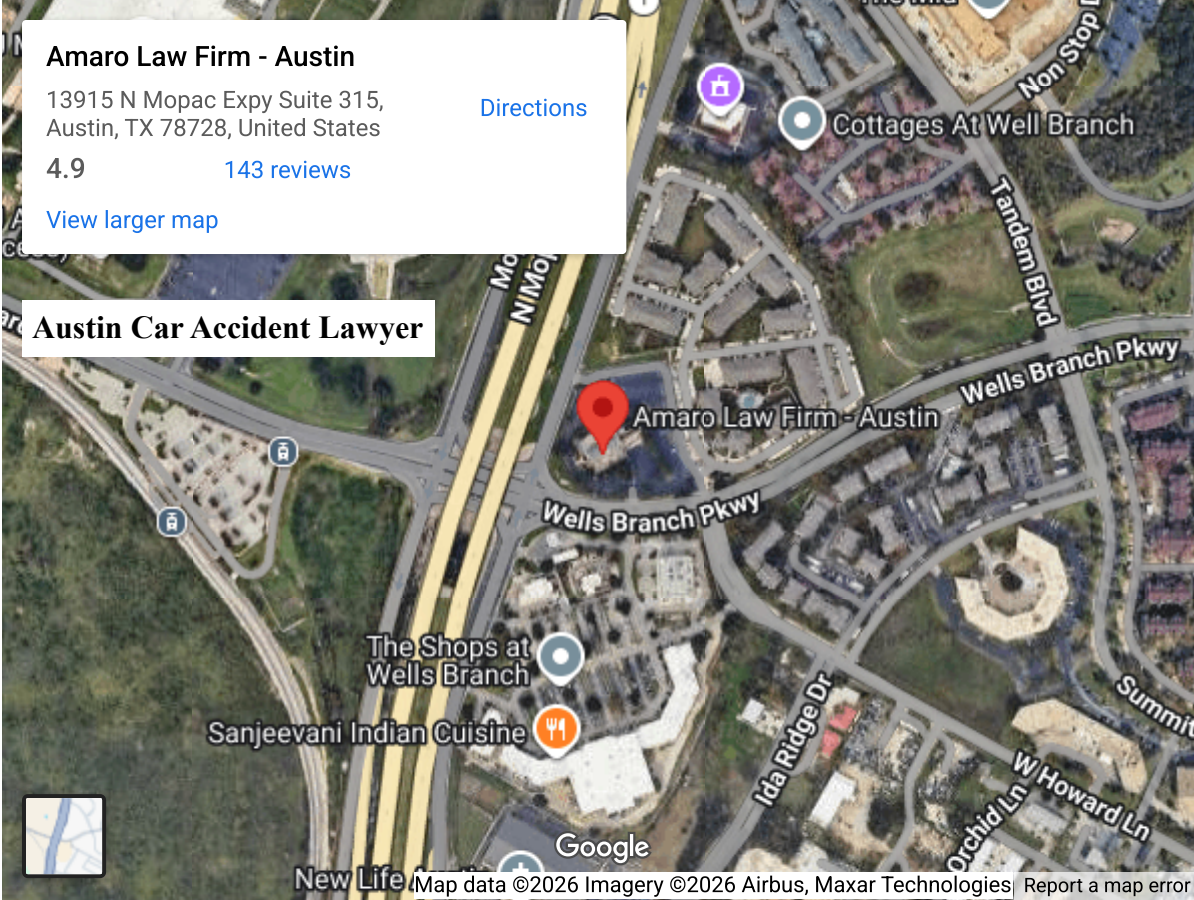 Amaro Law Firm - Austin
13915 N Mopac Expy Suite 315,
Austin, TX 78728, United States
Directions
4.9
143 reviews
View larger map
Non Stop
Cottages At Well Branch
Tandem Blvd
N Mop
Austin Car Accident Lawyer
Wells Branch Pkwy
Amaro Law Firm - Austin
Wells Branch Pkwy
The Shops at
Wells Branch
Sanjeevani Indian Cuisine
Ida Ridge Dr
Summit
W Howard Ln
Orchid Ln
Google
New Life
Map data ©2026 Imagery ©2026 Airbus, Maxar Technologies
Report a map error